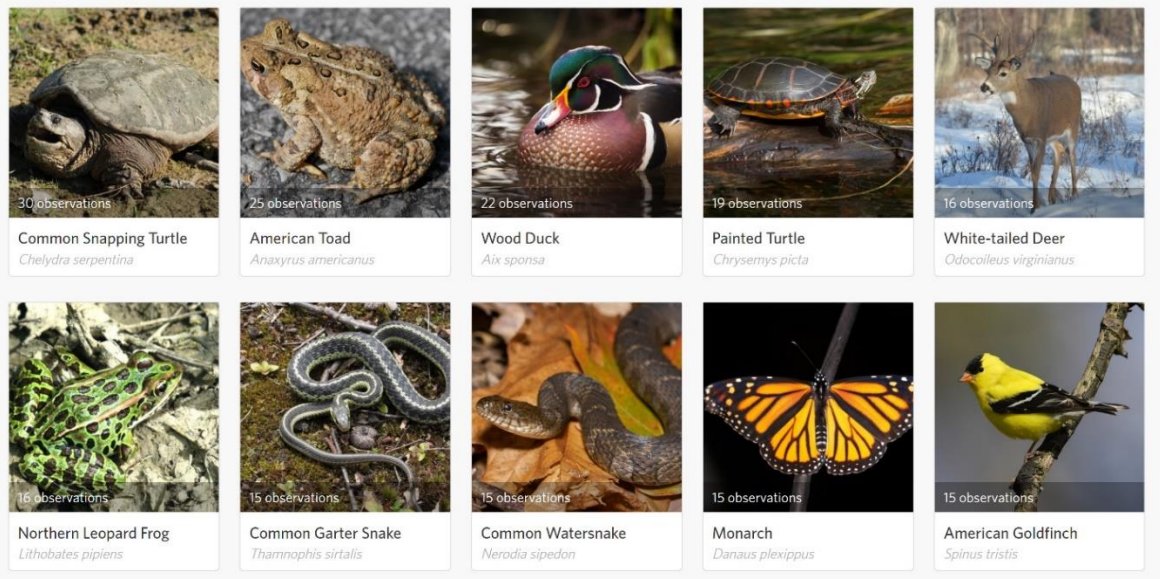 30 observations
Common Snapping Turtle
Chelydra serpentina
25 observations
American Toad
Anaxyrus americanus
22 observations
Wood Duck
Aix sponsa
19 observations
Painted Turtle
Chrysemys picta
16 observations
White-tailed Deer
Odocoileus virginianus
16 observations
Northern Leopard Frog
Lithobates pipiens
15 observations
Common Garter Snake
Thamnophis sirtalis
15 observations
Common Watersnake
Nerodia sipedon
15 observations
Monarch
Danaus plexippus
15 observations
American Goldfinch
Spinus tristis